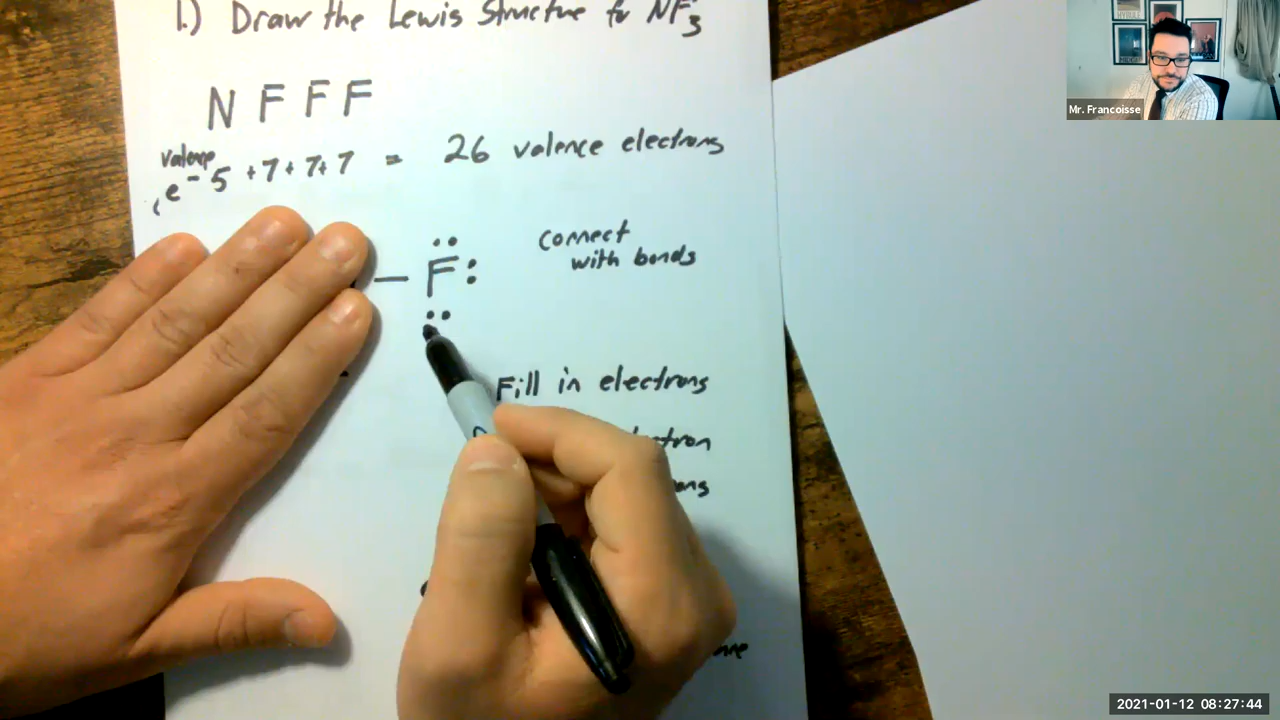 1.) Draw the Lewis Structure for NF3
N F F F
valence
e⁻ 5 + 7 + 7 + 7 = 26 valence electrons
— F
connect
with bonds
Fill in electrons
Mr. Francoisse
2021-01-12 08:27:44